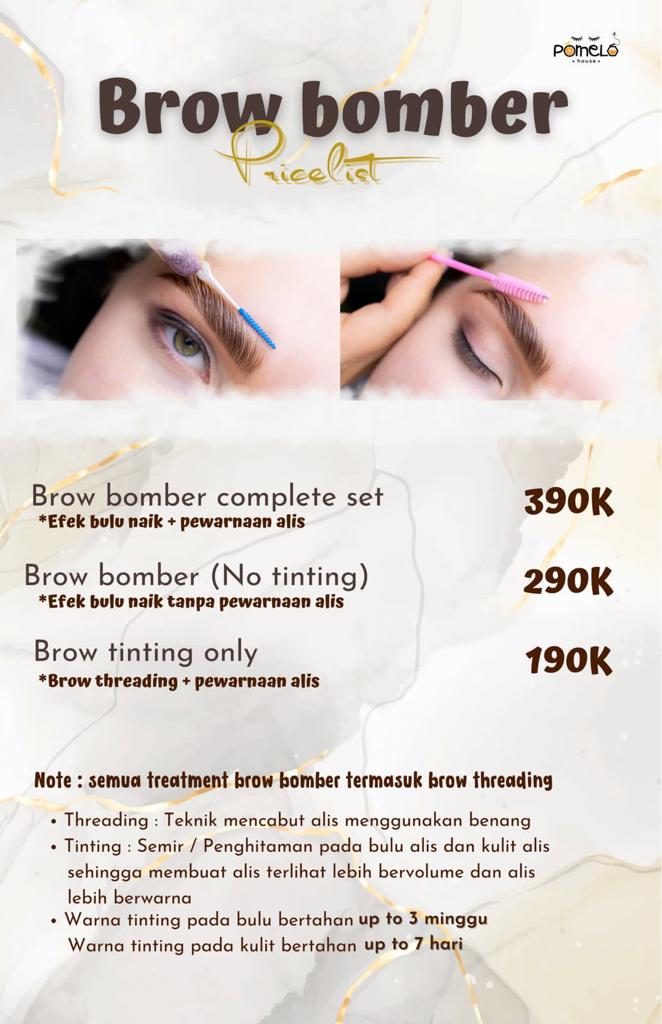 POMELO
• house •
Brow bomber
Pricelist
Brow bomber complete set
390K
*Efek bulu naik + pewarnaan alis
Brow bomber (No tinting)
290K
*Efek bulu naik tanpa pewarnaan alis
Brow tinting only
190K
*Brow threading + pewarnaan alis
Note : semua treatment brow bomber termasuk brow threading
• Threading : Teknik mencabut alis menggunakan benang
• Tinting : Semir / Penghitaman pada bulu alis dan kulit alis
sehingga membuat alis terlihat lebih bervolume dan alis
lebih berwarna
• Warna tinting pada bulu bertahan up to 3 minggu
Warna tinting pada kulit bertahan up to 7 hari